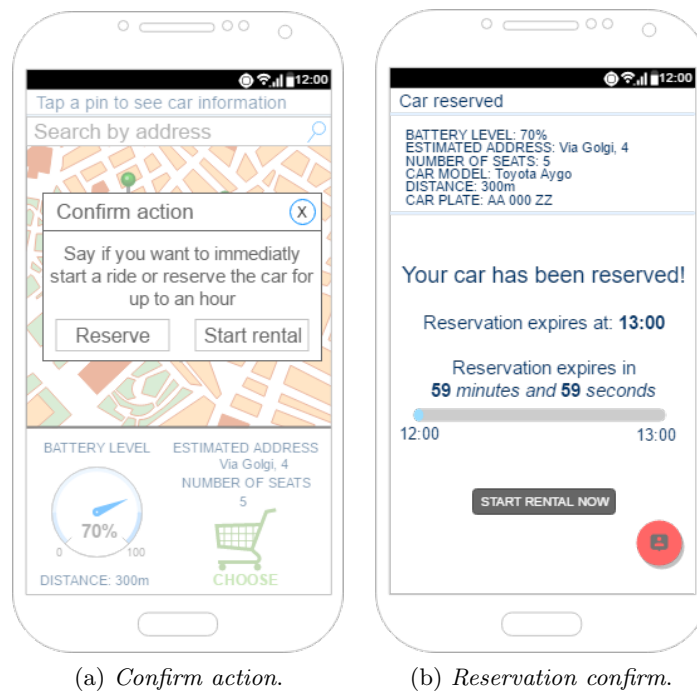 12:00
Tap a pin to see car information
Search by address
Confirm action
X
Say if you want to immediatly
start a ride or reserve the car for
up to an hour
Reserve
Start rental
BATTERY LEVEL
70%
0
100
DISTANCE: 300m
ESTIMATED ADDRESS
Via Golgi, 4
NUMBER OF SEATS
5
CHOOSE
(a) Confirm action.
12:00
Car reserved
BATTERY LEVEL: 70%
ESTIMATED ADDRESS: Via Golgi, 4
NUMBER OF SEATS: 5
CAR MODEL: Toyota Aygo
DISTANCE: 300m
CAR PLATE: AA 000 ZZ
Your car has been reserved!
Reservation expires at: 13:00
Reservation expires in
59 minutes and 59 seconds
12:00
13:00
START RENTAL NOW
(b) Reservation confirm.